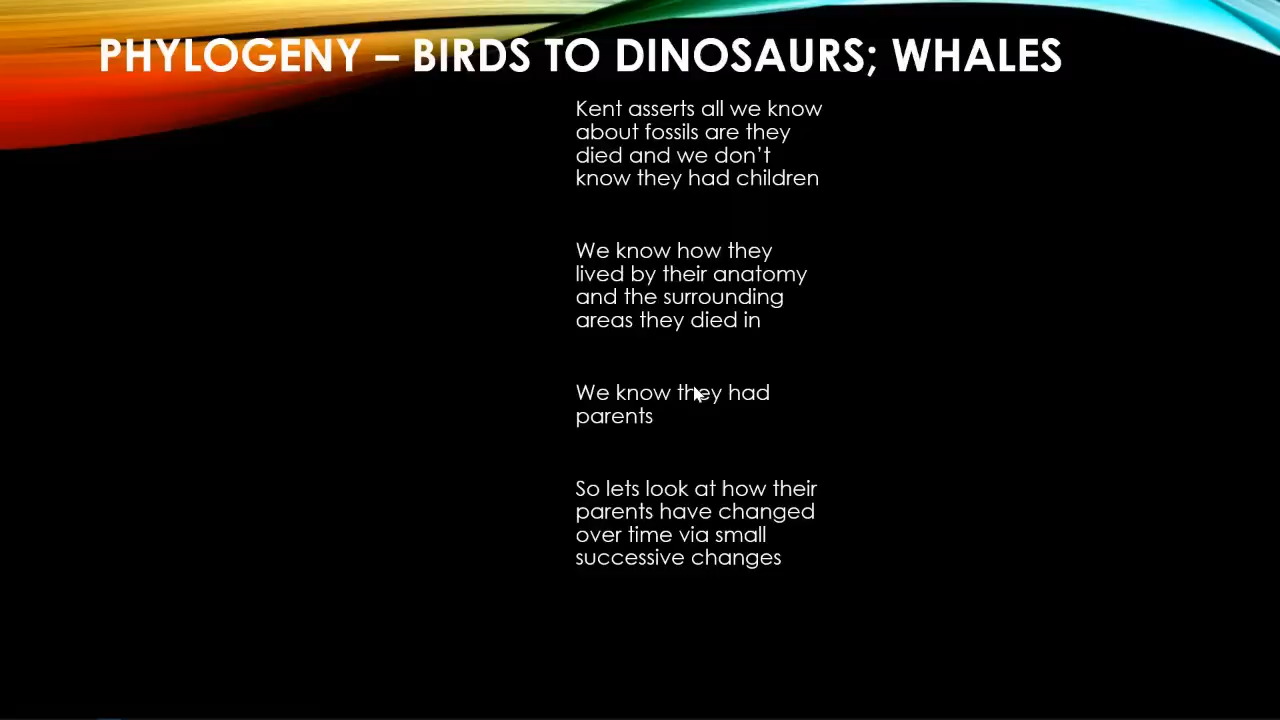 PHYLOGENY – BIRDS TO DINOSAURS; WHALES
Kent asserts all we know
about fossils are they
died and we don’t
know they had children
We know how they
lived by their anatomy
and the surrounding
areas they died in
We know they had
parents
So lets look at how their
parents have changed
over time via small
successive changes